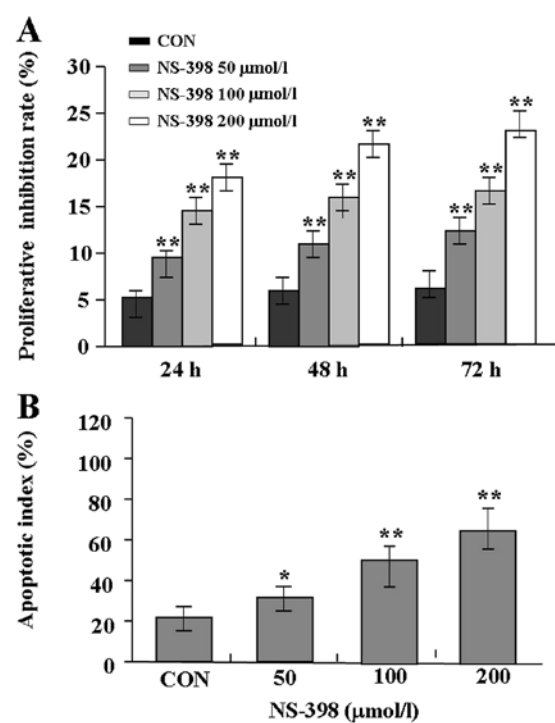 A
CON
NS-398 50 μmol/l
NS-398 100 μmol/l
NS-398 200 μmol/l
Proliferative inhibition rate (%)
30
25
20
15
10
5
0
** ** **
** ** **
** ** **
24 h 48 h 72 h
B
Apoptotic index (%)
120
100
80
60
40
20
0
* ** **
CON 50 100 200
NS-398 (μmol/l)